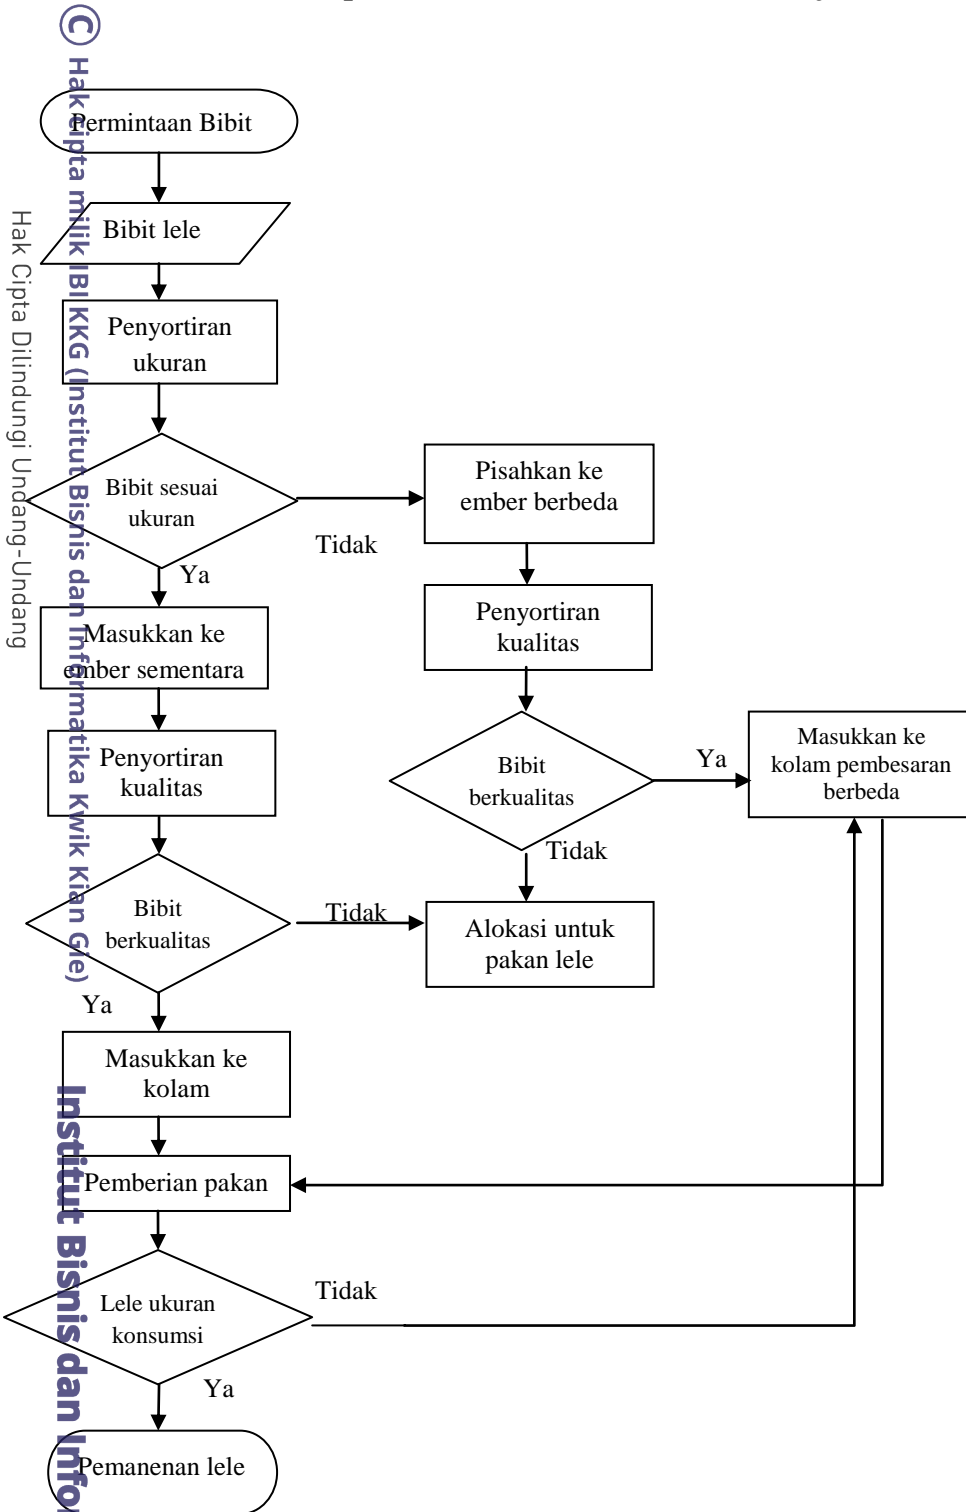 ©
Hak cipta milik IBI KKG (Institut Bisnis dan Informatika Kwik Kian Gie)
Hak Cipta Dilindungi Undang-Undang
Permintaan Bibit
Bibit lele
Penyortiran
ukuran
Bibit sesuai
ukuran
Tidak
Pisahkan ke
ember berbeda
Ya
Masukkan ke
ember sementara
Penyortiran
kualitas
Penyortiran
kualitas
Bibit
berkualitas
Ya
Masukkan ke
kolam pembesaran
berbeda
Tidak
Bibit
berkualitas
Tidak
Alokasi untuk
pakan lele
Ya
Masukkan ke
kolam
Pemberian pakan
Lele ukuran
konsumsi
Tidak
Ya
Pemanenan lele
Institut Bisnis dan